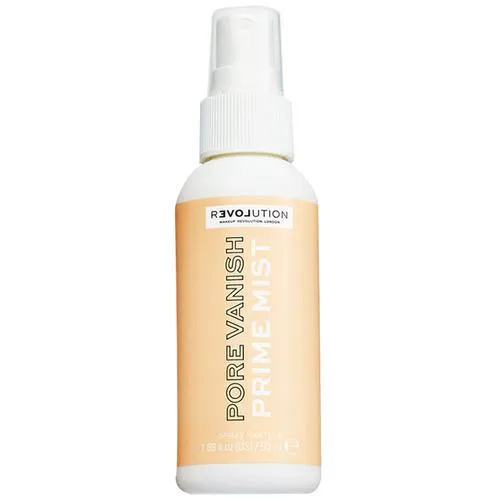 REVOLUTION
MAKEUP REVOLUTION LONDON
PORE VANISH
PRIME MIST